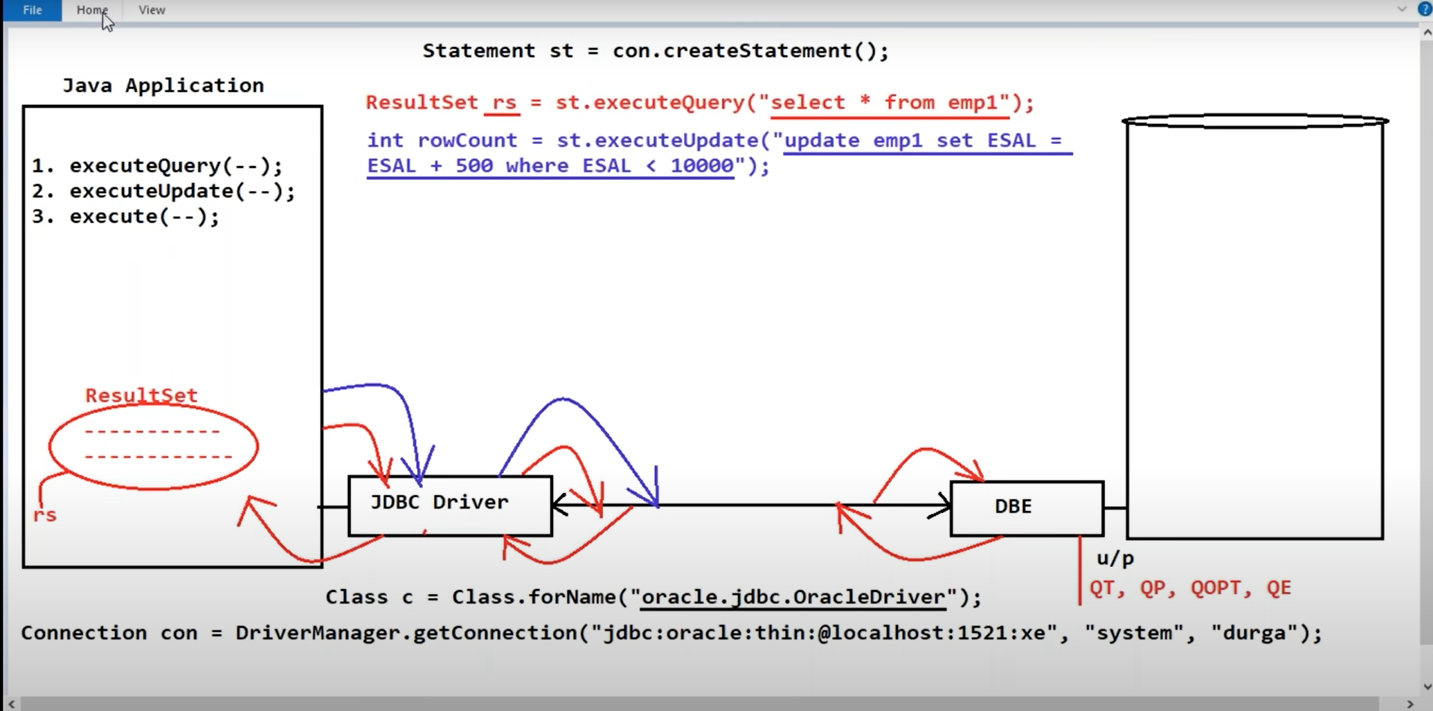 File Home View
Statement st = con.createStatement();
Java Application
ResultSet rs = st.executeQuery("select * from emp1");
int rowCount = st.executeUpdate("update emp1 set ESAL =
ESAL + 500 where ESAL < 10000");
1. executeQuery(--);
2. executeUpdate(--);
3. execute(--);
ResultSet
rs
JDBC Driver
DBE
u/p
QT, QP, QOPT, QE
Class c = Class.forName("oracle.jdbc.OracleDriver");
Connection con = DriverManager.getConnection("jdbc:oracle:thin:@localhost:1521:xe", "system", "durga");